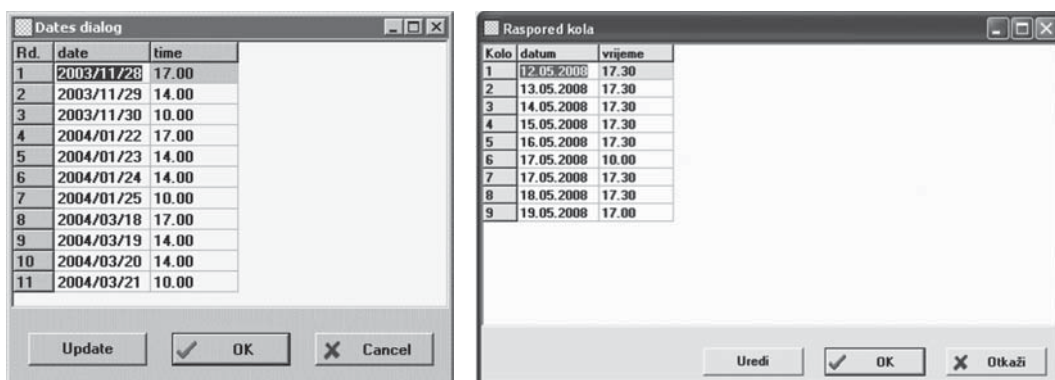 Dates dialog
Rd. date time
1 2003/11/28 17.00
2 2003/11/29 14.00
3 2003/11/30 10.00
4 2004/01/22 17.00
5 2004/01/23 14.00
6 2004/01/24 14.00
7 2004/01/25 10.00
8 2004/03/18 17.00
9 2004/03/19 14.00
10 2004/03/20 14.00
11 2004/03/21 10.00
Update OK Cancel
Raspored kola
Kolo datum vrijeme
1 12.05.2008 17.30
2 13.05.2008 17.30
3 14.05.2008 17.30
4 15.05.2008 17.30
5 16.05.2008 17.30
6 17.05.2008 10.00
7 17.05.2008 17.30
8 18.05.2008 17.30
9 19.05.2008 17.00
Uredi OK Otkaži